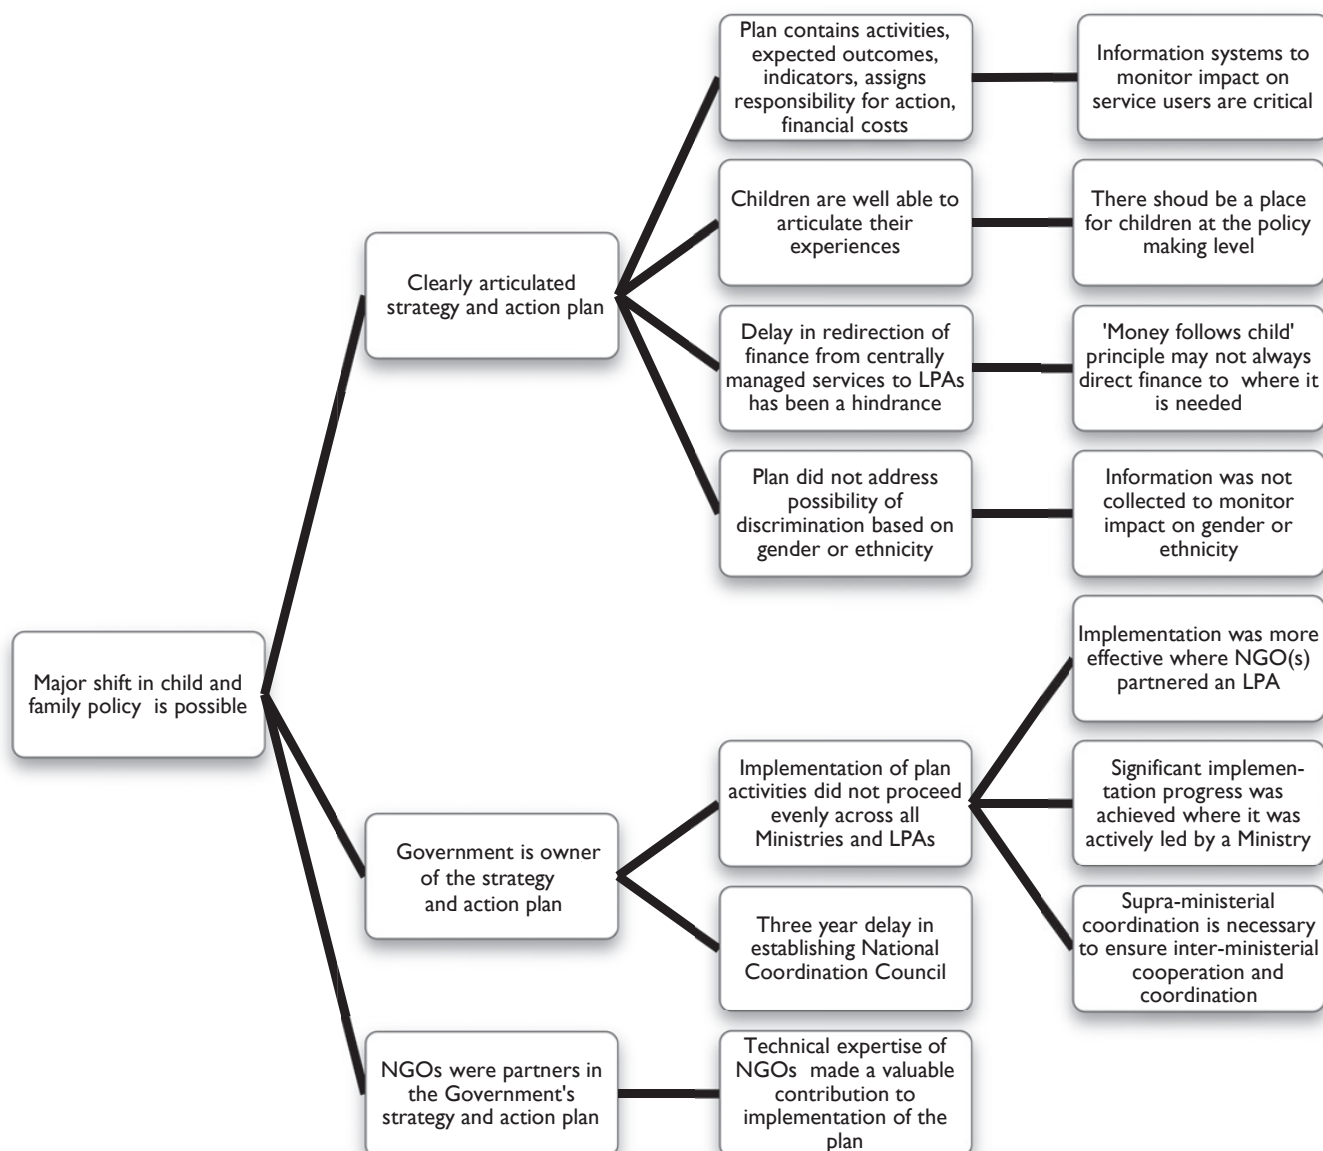 Plan contains activities,
expected outcomes,
indicators, assigns
responsibility for action,
financial costs
Information systems to
monitor impact on
service users are critical
Children are well able to
articulate their
experiences
There shoud be a place
for children at the policy
making level
Clearly articulated
strategy and action plan
Delay in redirection of
finance from centrally
managed services to LPAs
has been a hindrance
'Money follows child'
principle may not always
direct finance to where it
is needed
Plan did not address
possibility of
discrimination based on
gender or ethnicity
Information was not
collected to monitor
impact on gender or
ethnicity
Major shift in child and
family policy is possible
Implementation was more
effective where NGO(s)
partnered an LPA
Implementation of plan
activities did not proceed
evenly across all
Ministries and LPAs
Significant implemen-
tation progress was
achieved where it was
actively led by a Ministry
Government is owner
of the strategy
and action plan
Three year delay in
establishing National
Coordination Council
Supra-ministerial
coordination is necessary
to ensure inter-ministerial
cooperation and
coordination
NGOs were partners in
the Government's
strategy and action plan
Technical expertise of
NGOs made a valuable
contribution to
implementation of the
plan